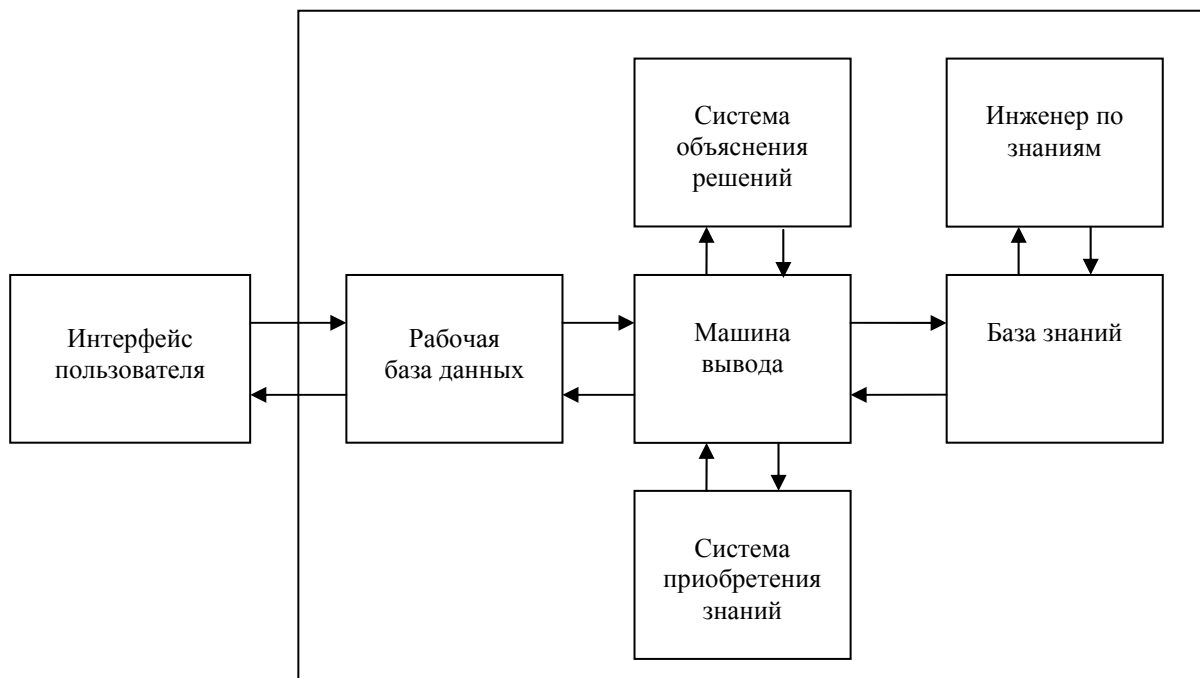 Система
объяснения
решений
Инженер по
знаниям
Интерфейс
пользователя
Рабочая
база данных
Машина
вывода
База знаний
Система
приобретения
знаний